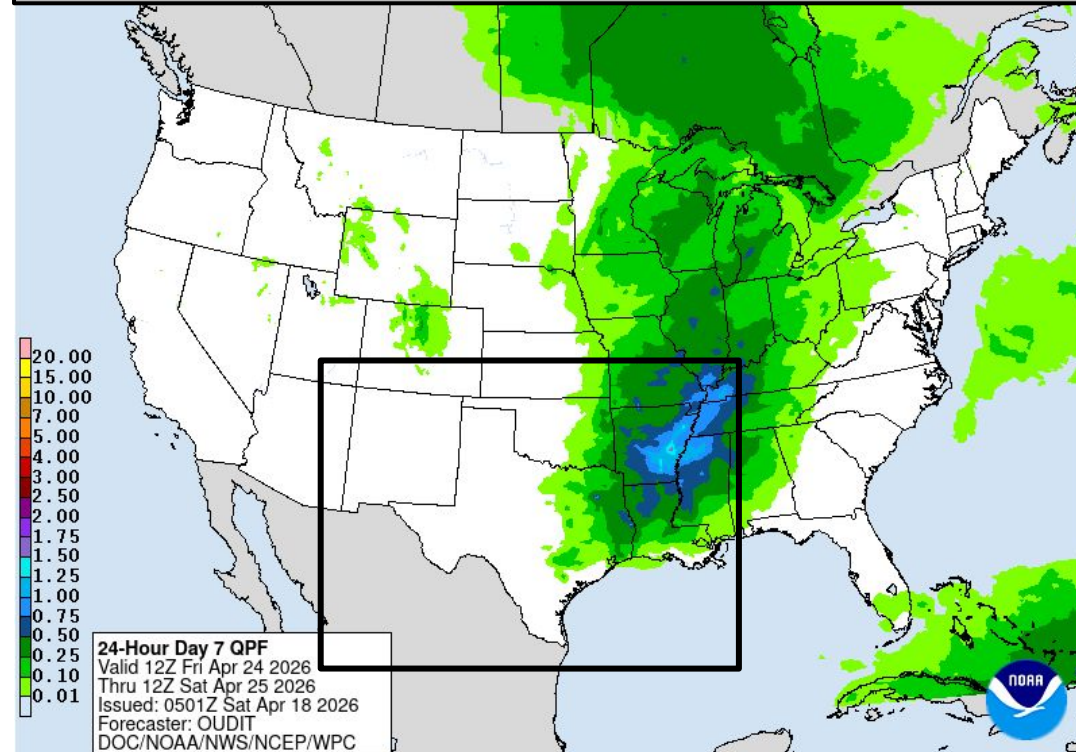 20.00
15.00
10.00
7.00
5.00
4.00
3.00
2.50
2.00
1.75
1.50
1.25
1.00
0.75
0.50
0.25
0.10
0.01
24-Hour Day 7 QPF
Valid 12Z Fri Apr 24 2026
Thru 12Z Sat Apr 25 2026
Issued: 0501Z Sat Apr 18 2026
Forecaster: OUDIT
DOC/NOAA/NWS/NCEP/WPC
NOAA